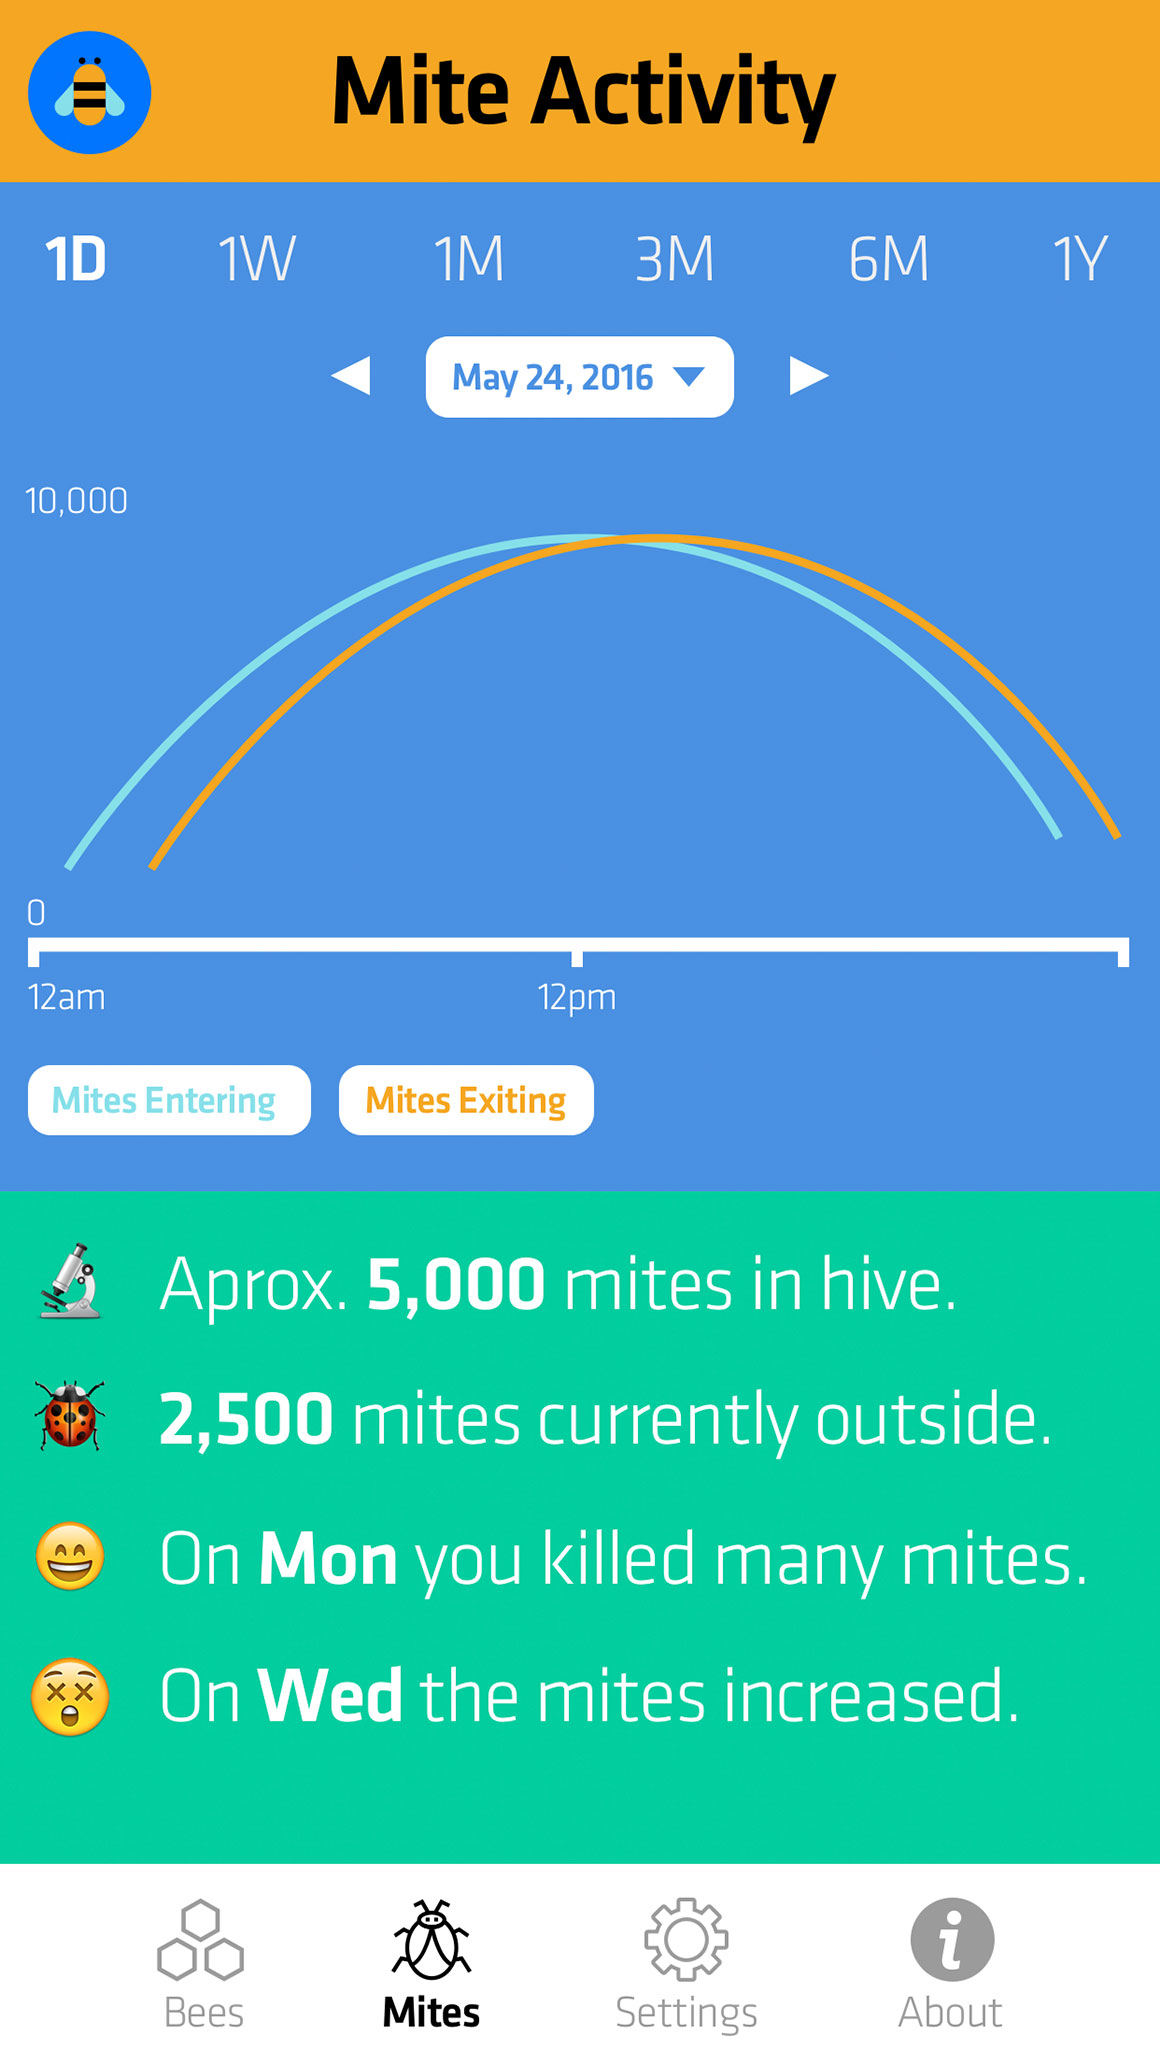 Mite Activity
1D 1W 1M 3M 6M 1Y
May 24, 2016
10,000
0
12am 12pm
Mites Entering Mites Exiting
Aprox. 5,000 mites in hive.
2,500 mites currently outside.
On Mon you killed many mites.
On Wed the mites increased.
Bees Mites Settings About